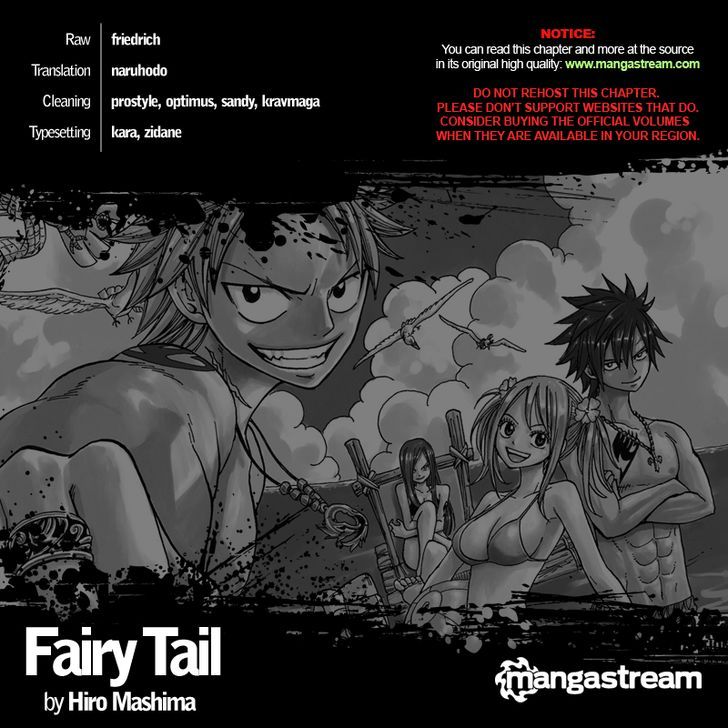 Raw friedrich
Translation naruhodo
Cleaning prostyle, optimus, sandy, kravmaga
Typesetting kara, zidane
NOTICE:
You can read this chapter and more at the source
in its original high quality: www.mangastream.com
DO NOT REHOST THIS CHAPTER.
PLEASE DON'T SUPPORT WEBSITES THAT DO.
CONSIDER BUYING THE OFFICIAL VOLUMES
WHEN THEY ARE AVAILABLE IN YOUR REGION.
Fairy Tail
by Hiro Mashima
mangastream